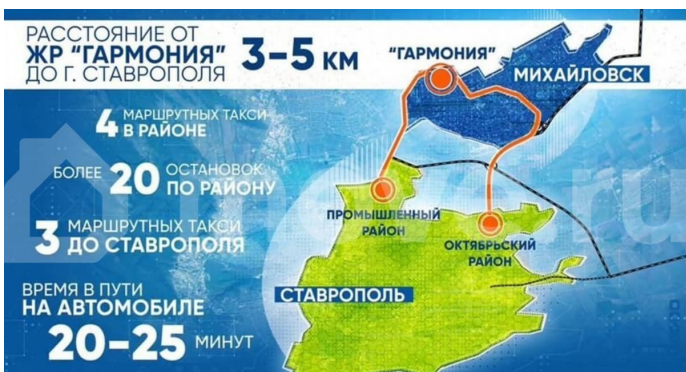 РАССТОЯНИЕ ОТ
ЖР "ГАРМОНИЯ"
ДО Г. СТАВРОПОЛЯ
3-5 КМ
"ГАРМОНИЯ"
МИХАЙЛОВСК
4 МАРШРУТНЫХ ТАКСИ
В РАЙОНЕ
БОЛЕЕ 20 ОСТАНОВОК
ПО РАЙОНУ
3 МАРШРУТНЫХ ТАКСИ
ДО СТАВРОПОЛЯ
ПРОМЫШЛЕННЫЙ
РАЙОН
ОКТЯБРЬСКИЙ
РАЙОН
СТАВРОПОЛЬ
ВРЕМЯ В ПУТИ
НА АВТОМОБИЛЕ
20-25 МИНУТ